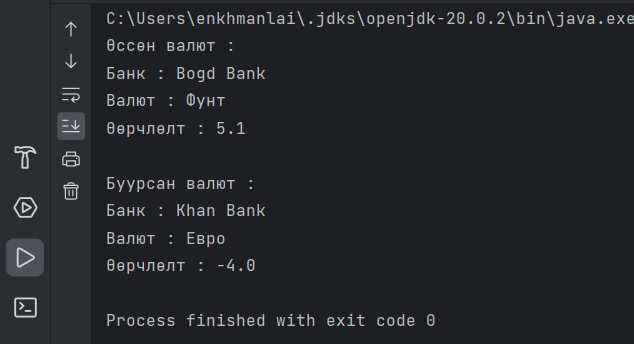 C:\Users\enkhmanlai\.jdks\openjdk-20.0.2\bin\java.exe
Өссөн валют :
Банк : Bogd Bank
Валют : Фунт
Өөрчлөлт : 5.1
Буурсан валют :
Банк : Khan Bank
Валют : Евро
Өөрчлөлт : -4.0
Process finished with exit code 0